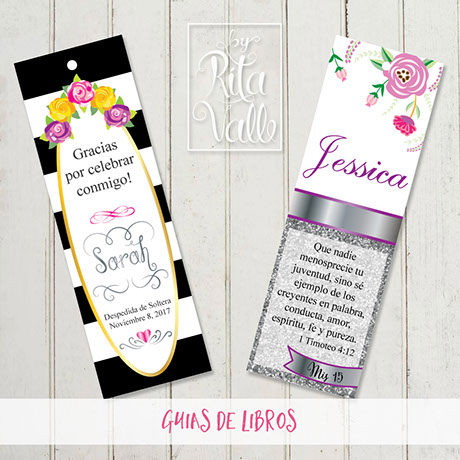 by
Rita
Valle
Gracias
por celebrar
conmigo!
Sarah
Despedida de Soltera
Noviembre 8, 2017
Jessica
Que nadie
menosprecie tu
juventud, sino sé
ejemplo de los
creyentes en palabra,
conducta, amor,
espíritu, fe y pureza.
1 Timoteo 4:12
My 15
GUIAS DE LIBROS